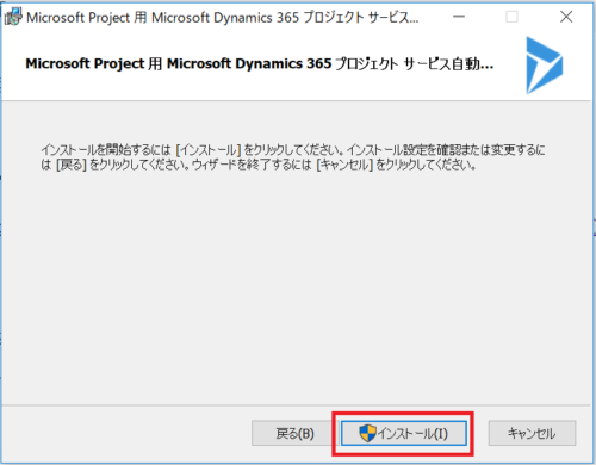 Microsoft Project 用 Microsoft Dynamics 365 プロジェクト サービス...
Microsoft Project 用 Microsoft Dynamics 365 プロジェクト サービス自動...
インストールを開始するには [インストール] をクリックしてください。インストール設定を確認または変更するに
は [戻る] をクリックしてください。ウィザードを終了するには [キャンセル] をクリックしてください。
戻る(B)
インストール(I)
キャンセル